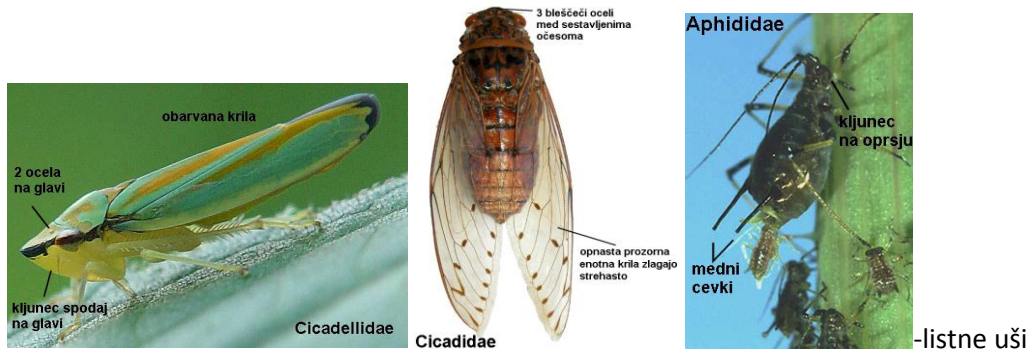 obarvana krila
2 ocela
na glavi
kljunec spodaj
na glavi
Cicadellidae
3 bleščeči oceli
med sestavljenima
očesoma
opnasta prozorna
enotna krila zlagajo
strehasto
Cicadidae
Aphididae
kljunec
na oprsju
medni
cevki
-listne uši